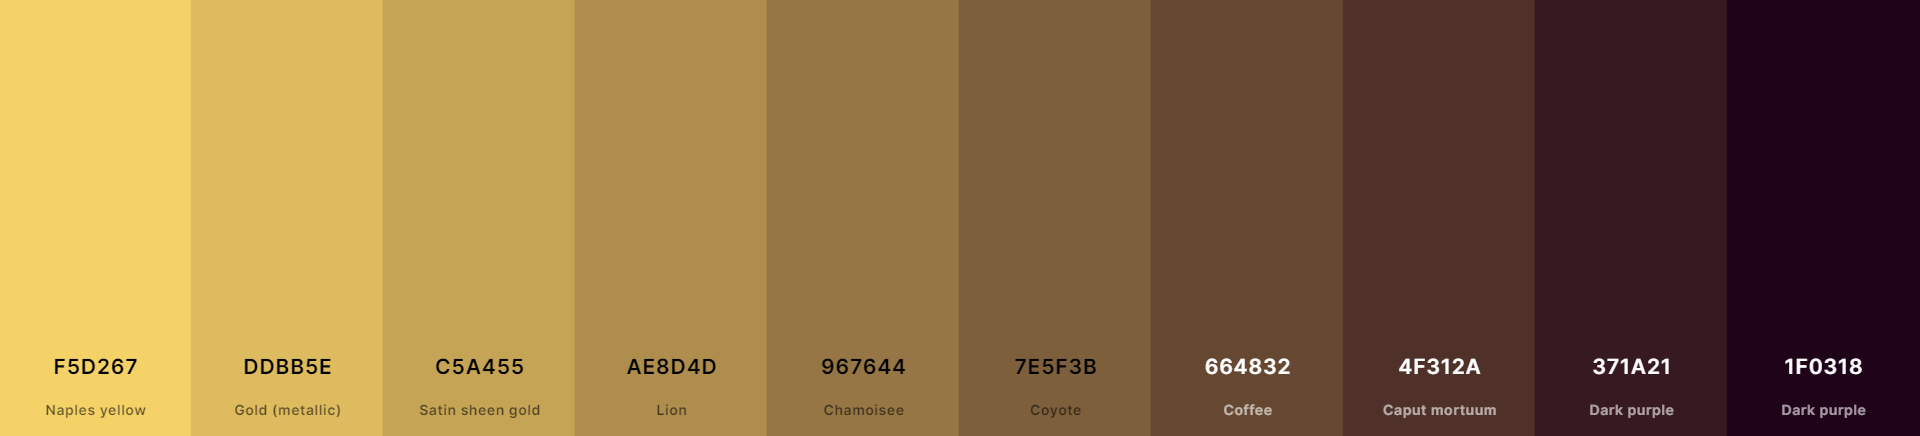 F5D267
DDBB5E
C5A455
AE8D4D
967644
7E5F3B
664832
4F312A
371A21
1F0318
Naples yellow
Gold (metallic)
Satin sheen gold
Lion
Chamoisee
Coyote
Coffee
Caput mortuum
Dark purple
Dark purple